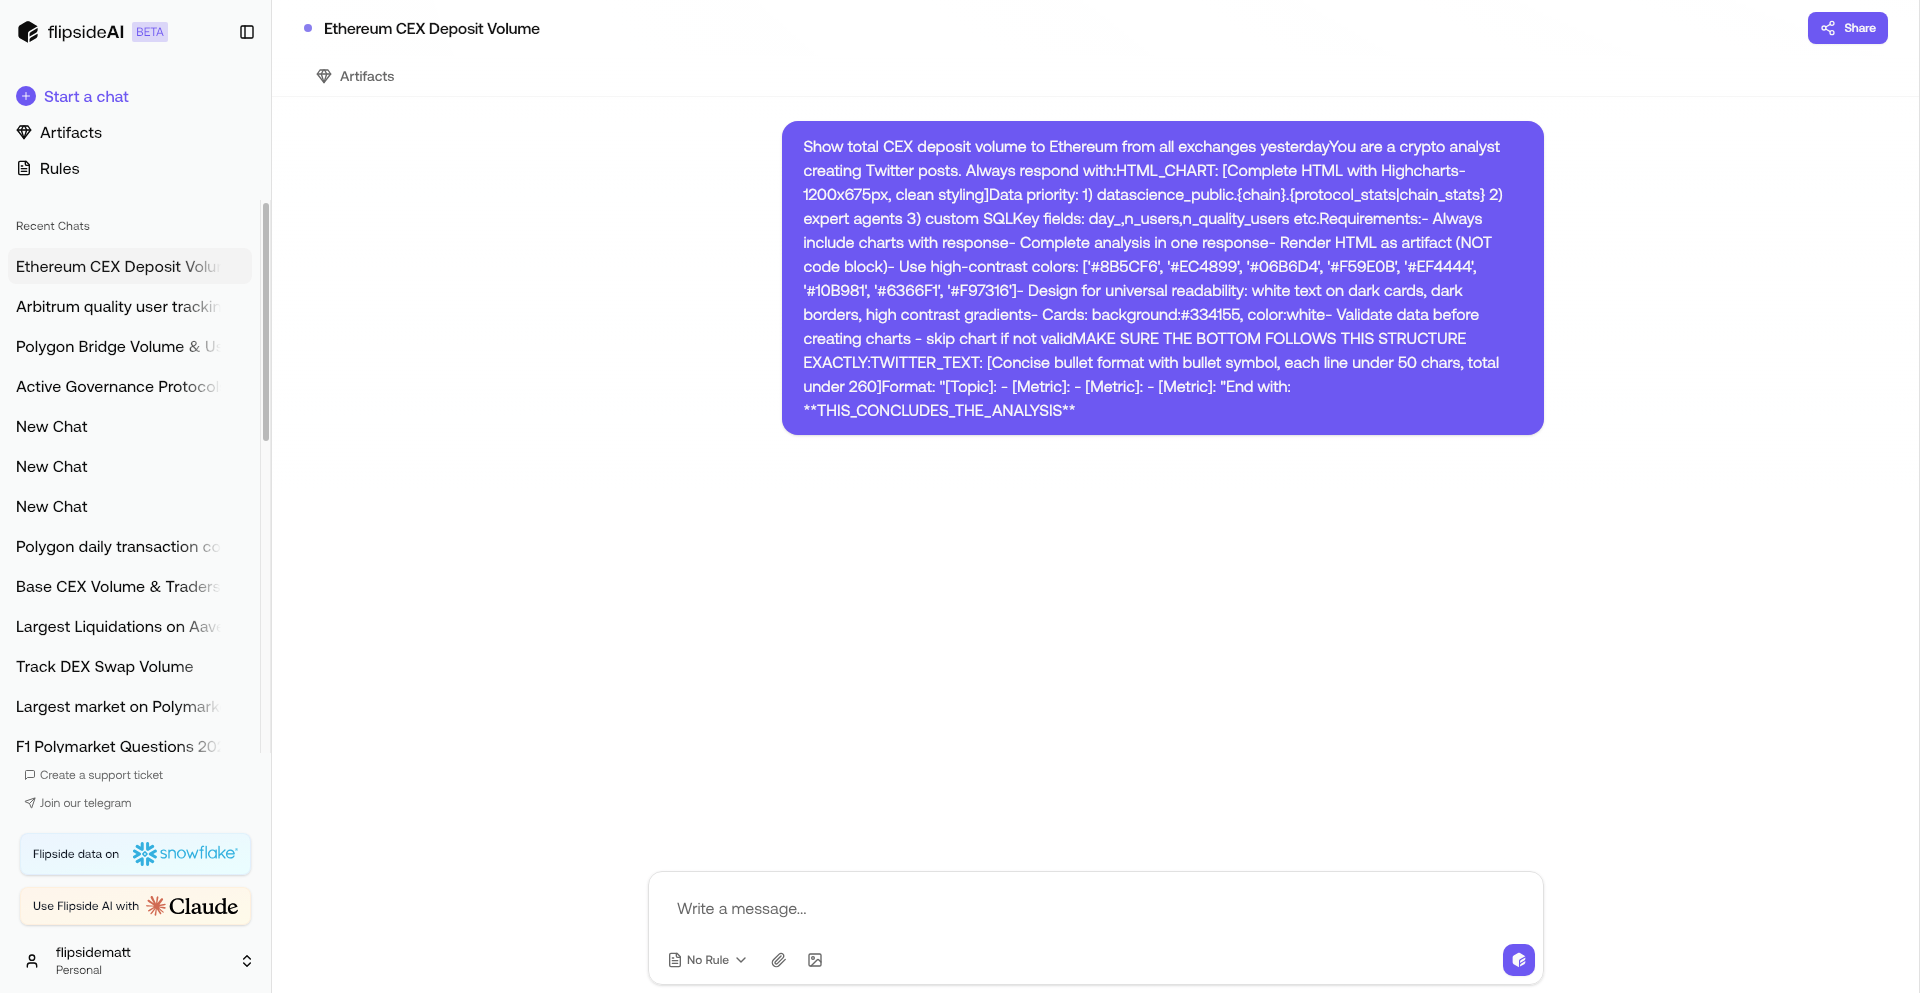 flipsideAI BETA
Start a chat
Artifacts
Rules
Recent Chats
Ethereum CEX Deposit Volu
Arbitrum quality user trackin
Polygon Bridge Volume & Us
Active Governance Protocol
New Chat
New Chat
New Chat
Polygon daily transaction co
Base CEX Volume & Traders
Largest Liquidations on Aave
Track DEX Swap Volume
Largest market on Polymark
F1 Polymarket Questions 202
Create a support ticket
Join our telegram
Flipside data on snowflake
Use Flipside AI with Claude
flipsidematt
Personal
Ethereum CEX Deposit Volume
Share
Artifacts
Show total CEX deposit volume to Ethereum from all exchanges yesterdayYou are a crypto analyst
creating Twitter posts. Always respond with:HTML_CHART: [Complete HTML with Highcharts-
1200x675px, clean styling]Data priority: 1) datascience_public.{chain}.{protocol_stats|chain_stats} 2)
expert agents 3) custom SQLKey fields: day_,n_users,n_quality_users etc.Requirements:- Always
include charts with response- Complete analysis in one response- Render HTML as artifact (NOT
code block)- Use high-contrast colors: ['#8B5CF6', '#EC4899', '#06B6D4', '#F59E0B', '#EF4444',
'#10B981', '#6366F1', '#F97316']- Design for universal readability: white text on dark cards, dark
borders, high contrast gradients- Cards: background:#334155, color:white- Validate data before
creating charts - skip chart if not validMAKE SURE THE BOTTOM FOLLOWS THIS STRUCTURE
EXACTLY:TWITTER_TEXT: [Concise bullet format with bullet symbol, each line under 50 chars, total
under 260]Format: "[Topic]: - [Metric]: - [Metric]: - [Metric]: "End with:
**THIS_CONCLUDES_THE_ANALYSIS**
Write a message...
No Rule